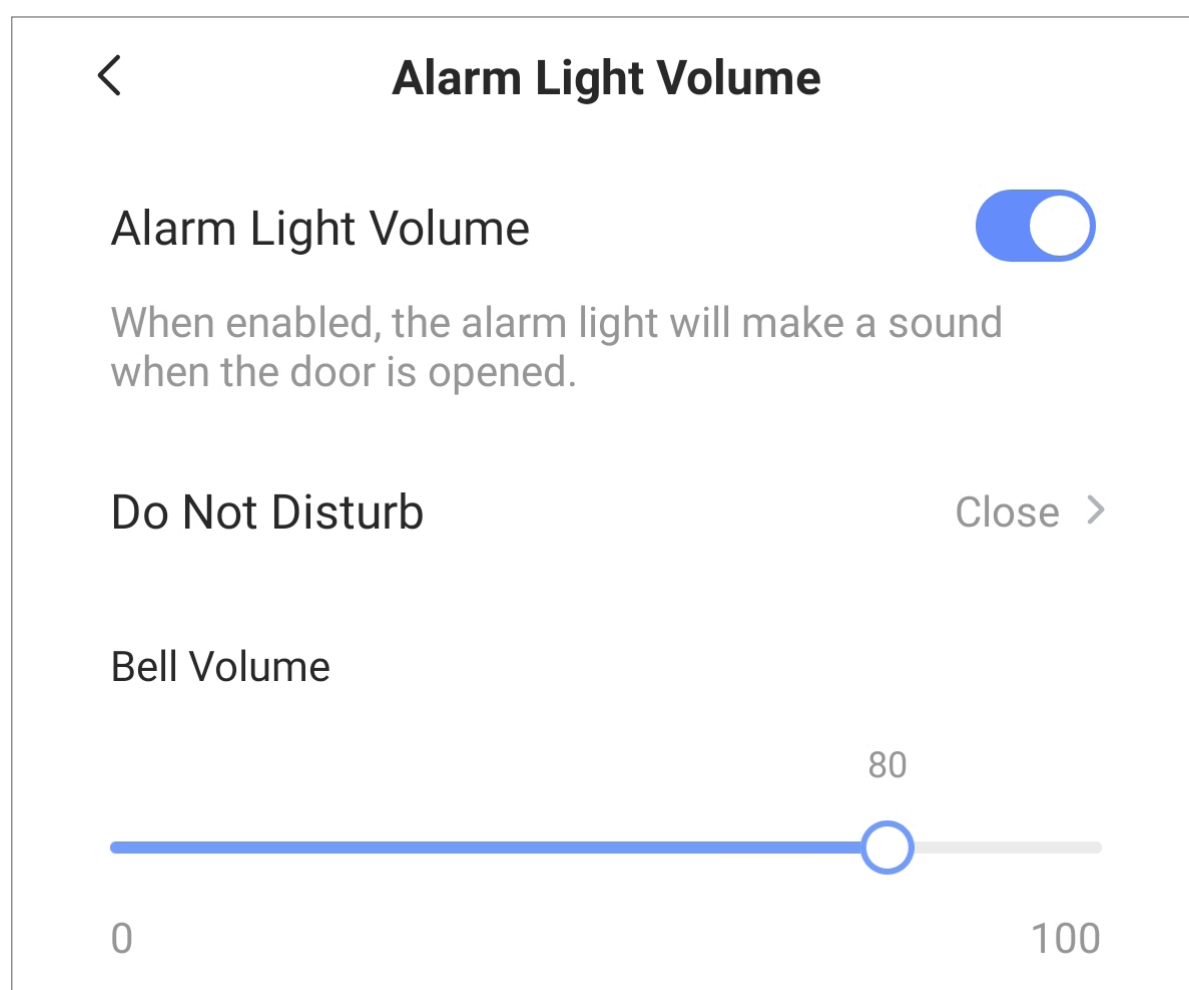 Alarm Light Volume
Alarm Light Volume
When enabled, the alarm light will make a sound
when the door is opened.
Do Not Disturb Close
Bell Volume
80
0 100